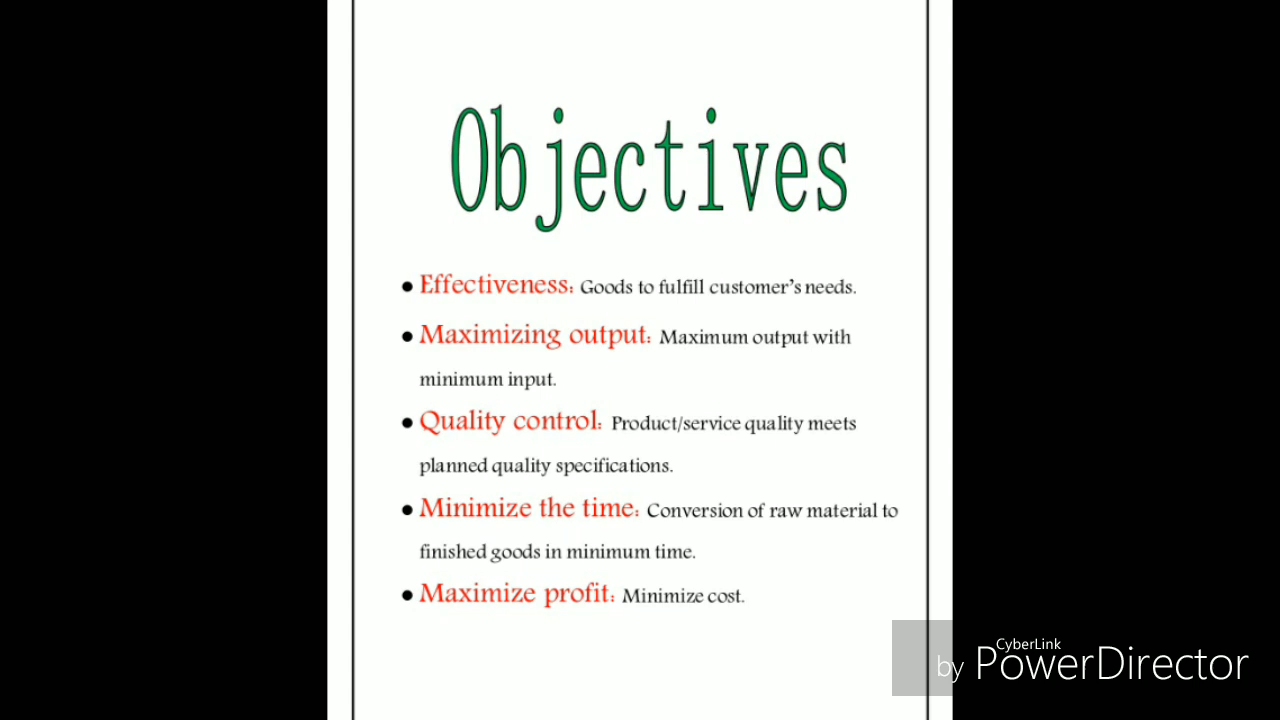 Objectives
● Effectiveness: Goods to fulfill customer's needs.
● Maximizing output: Maximum output with
minimum input.
● Quality control: Product/service quality meets
planned quality specifications.
● Minimize the time: Conversion of raw material to
finished goods in minimum time.
● Maximize profit: Minimize cost.
CyberLink
by PowerDirector